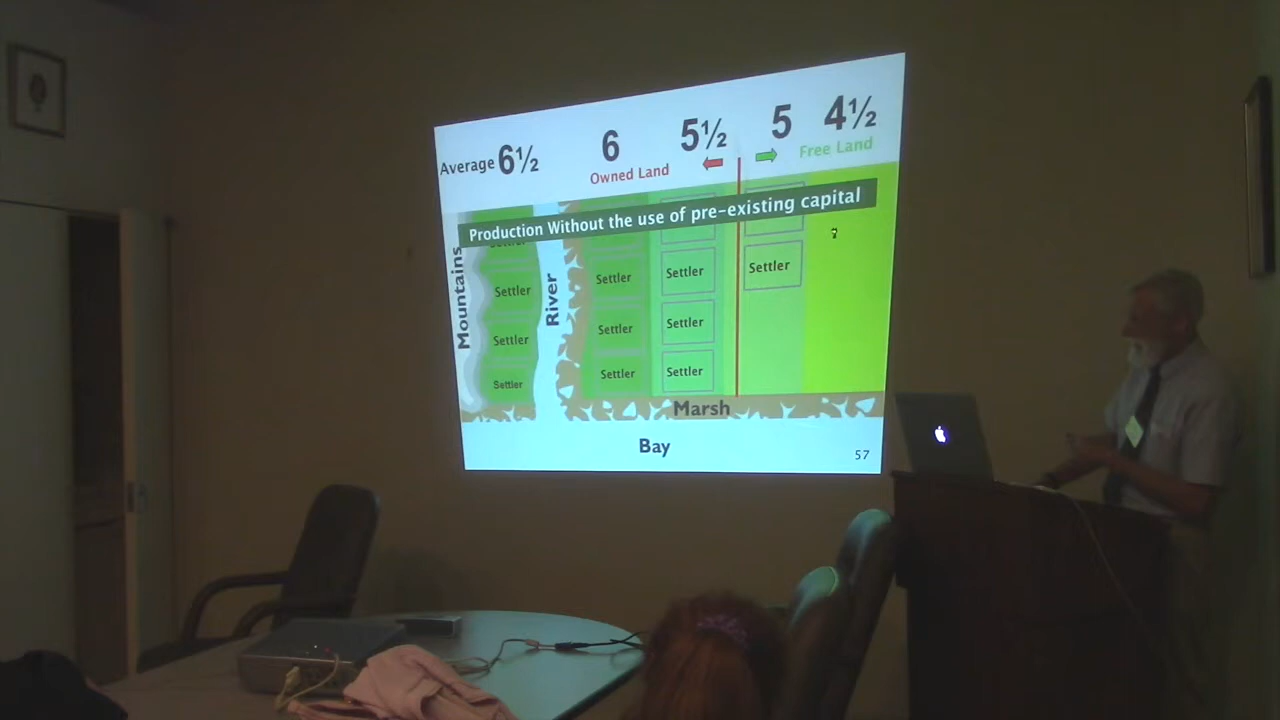 Average 6½ 6 5½ 5 4½
Owned Land Free Land
Production Without the use of pre-existing capital
Mountains
River
Settler
Settler Settler Settler Settler
Settler Settler Settler
Settler Settler Settler
Marsh
Bay
57